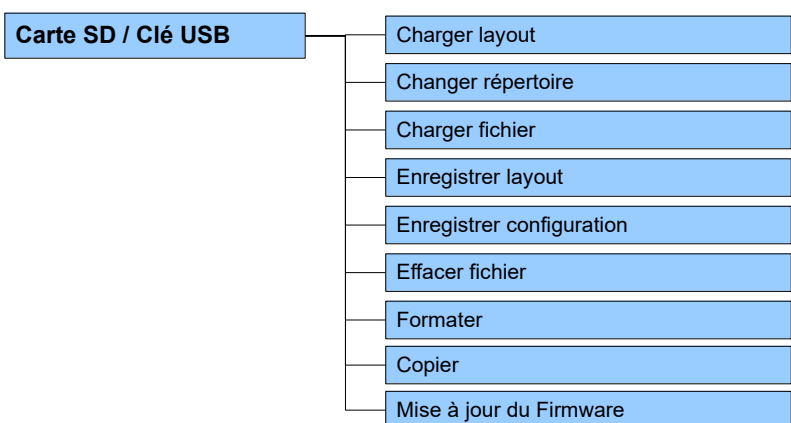 Carte SD / Clé USB
Charger layout
Changer répertoire
Charger fichier
Enregistrer layout
Enregistrer configuration
Effacer fichier
Formater
Copier
Mise à jour du Firmware